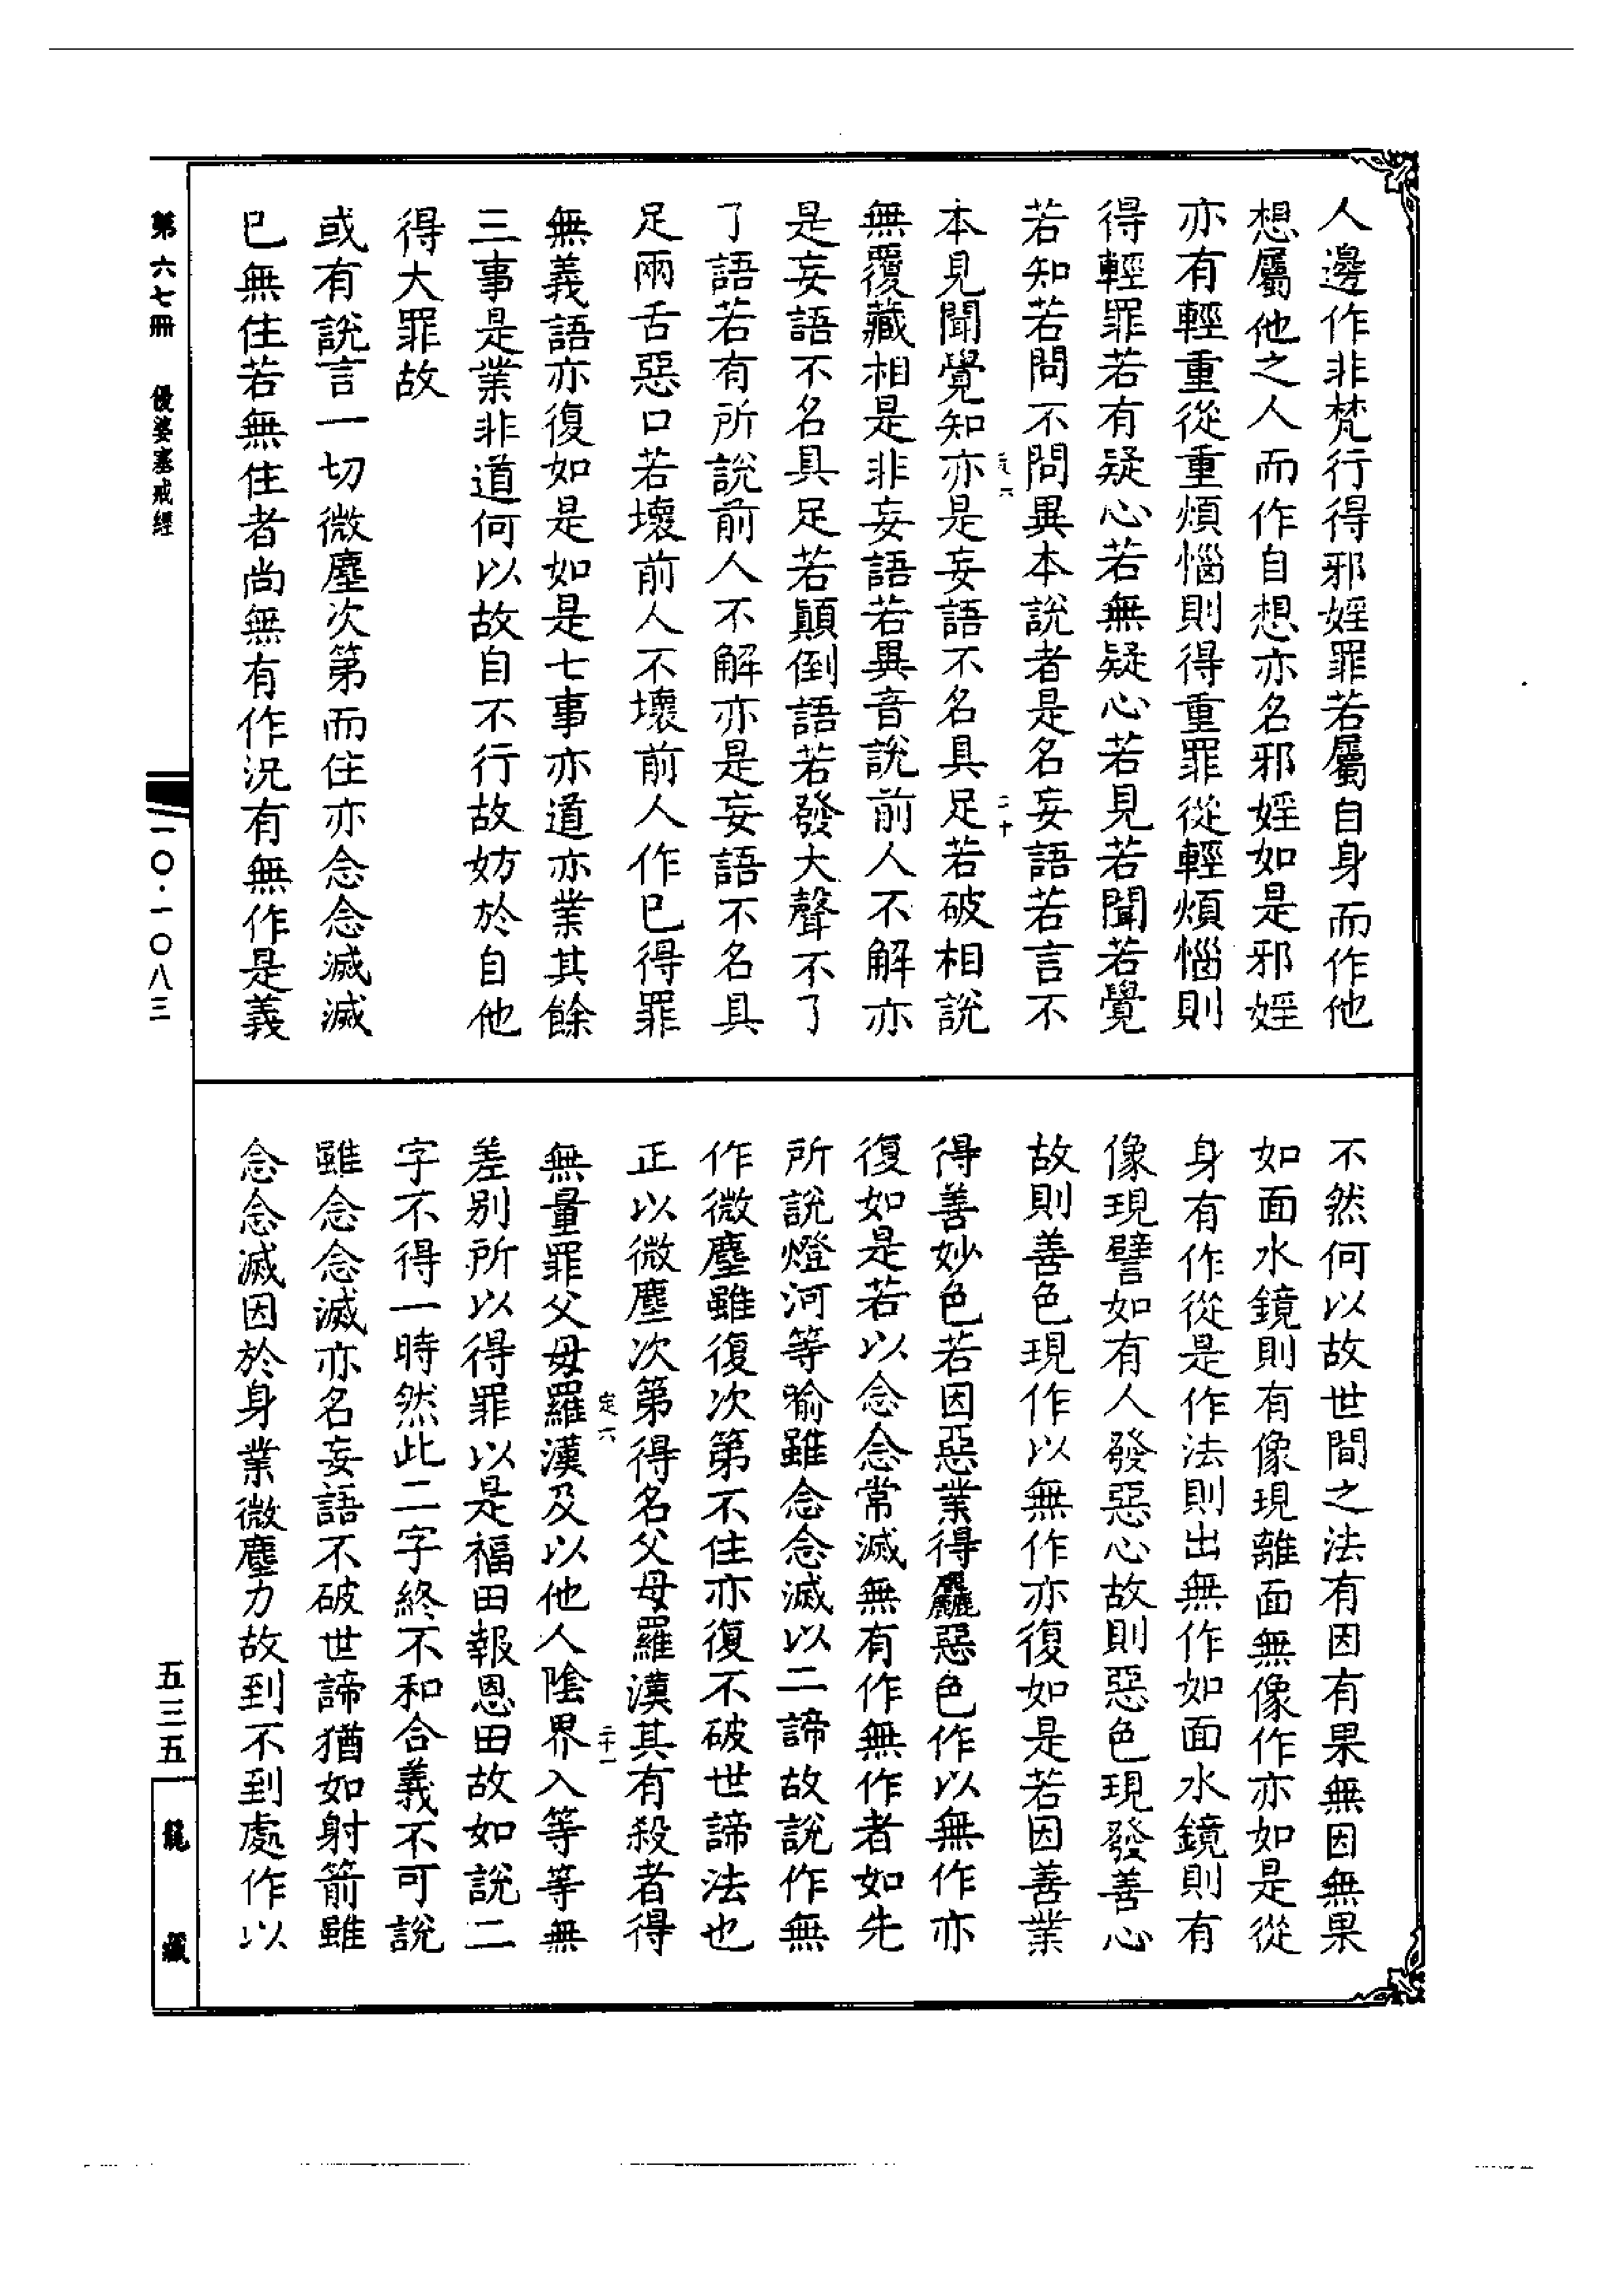 人邊作非梵行得邪婬罪若屬自身而作他
想屬他之人而作自想亦名邪婬如是邪婬
亦有輕重從重煩惱則得重罪從輕煩惱則
得輕罪若有疑心若無疑心若見若聞若覺
若知若問不問異本說者是名妄語若言不
定六
二十
本見聞覺知亦是妄語不名具足若破相說
無覆藏相是非妄語若異音說前人不解亦
是妄語不名具足若顛倒語若發大聲不了
了語若有所說前人不解亦是妄語不名具
足兩舌惡口若壞前人不壞前人作已得罪
無義語亦復如是如是七事亦道亦業其餘
三事是業非道何以故自不行故妨於自他
得大罪故
或有說言一切微塵次第而住亦念念滅滅
已無住若無住者尚無有作況有無作是義
不然何以故世間之法有因有果無因無果
如面水鏡則有像現離面無像作亦如是從
身有作從是作法則出無作如面水鏡則有
像現譬如有人發惡心故則惡色現發善心
故則善色現作以無作亦復如是若因善業
得善妙色若因惡業得麤惡色作以無作亦
復如是若以念念常滅無有作無作者如先
所說燈河等喻雖念念滅以二諦故說作無
作微塵雖復次第不住亦復不破世諦法也
正以微塵次第得名父母羅漢其有殺者得
定六
二十一
無量罪父母羅漢及以他人陰界入等等無
差別所以得罪以是福田報恩田故如說二
字不得一時然此二字終不和合義不可說
雖念念滅亦名妄語不破世諦猶如射箭雖
念念滅因於身業微塵力故到不到處作以
第六七冊 優婆塞戒經
一〇·一〇八三
五三五
龍藏